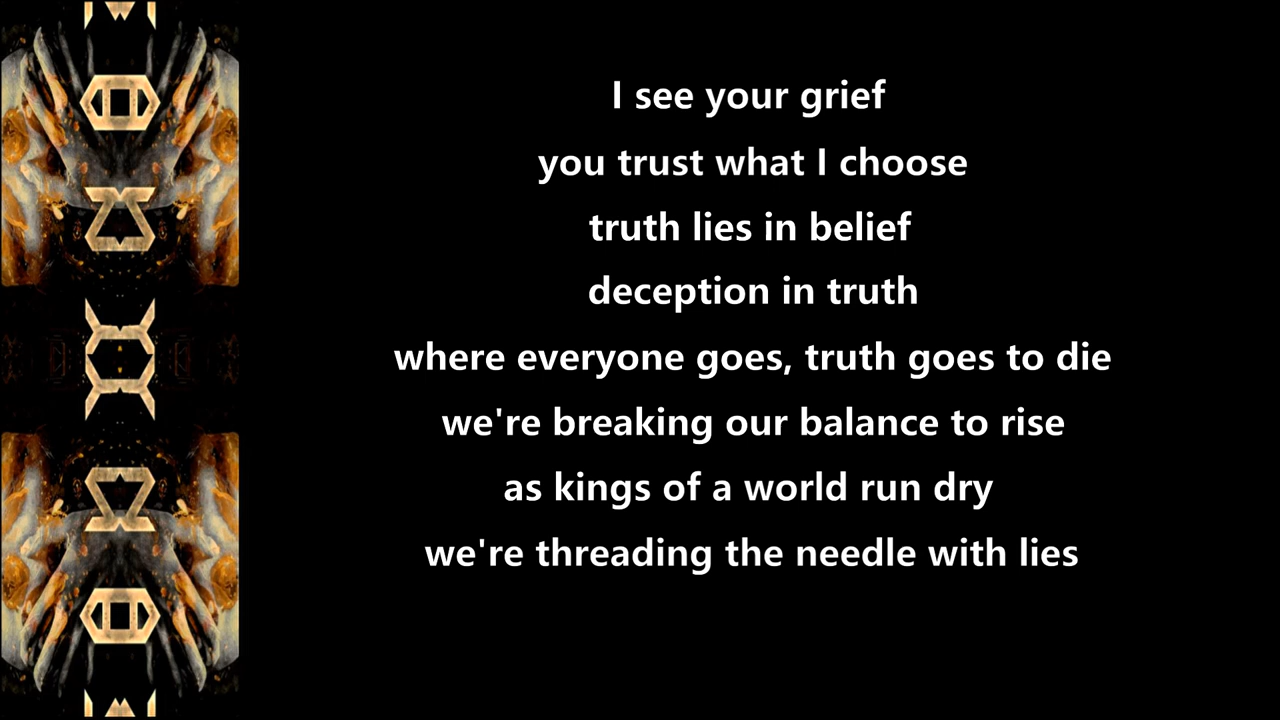 I see your grief
you trust what I choose
truth lies in belief
deception in truth
where everyone goes, truth goes to die
we're breaking our balance to rise
as kings of a world run dry
we're threading the needle with lies